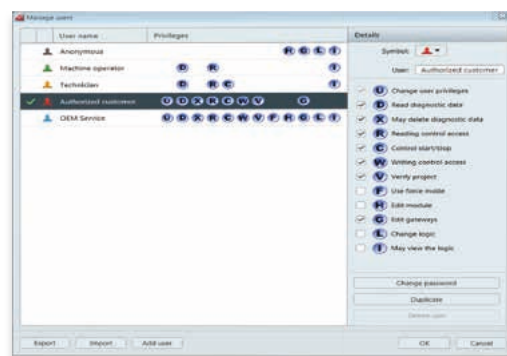 Manage users
User name Privileges Details
Anonymous R G L I Symbol:
Machine operator D R I User: Authorized customer
Technician D R C I
Authorized customer U D X R C W V G
OEM Service U D X R C W V F R G L I
U Change user privileges
D Read diagnostic data
X May delete diagnostic data
R Reading control access
C Control start/stop
W Writing control access
V Verify project
F Use force mode
Edit module
G Edit gateways
L Change logic
I May view the logic
Change password
Duplicate
Delete user
Export Import Add user OK Cancel